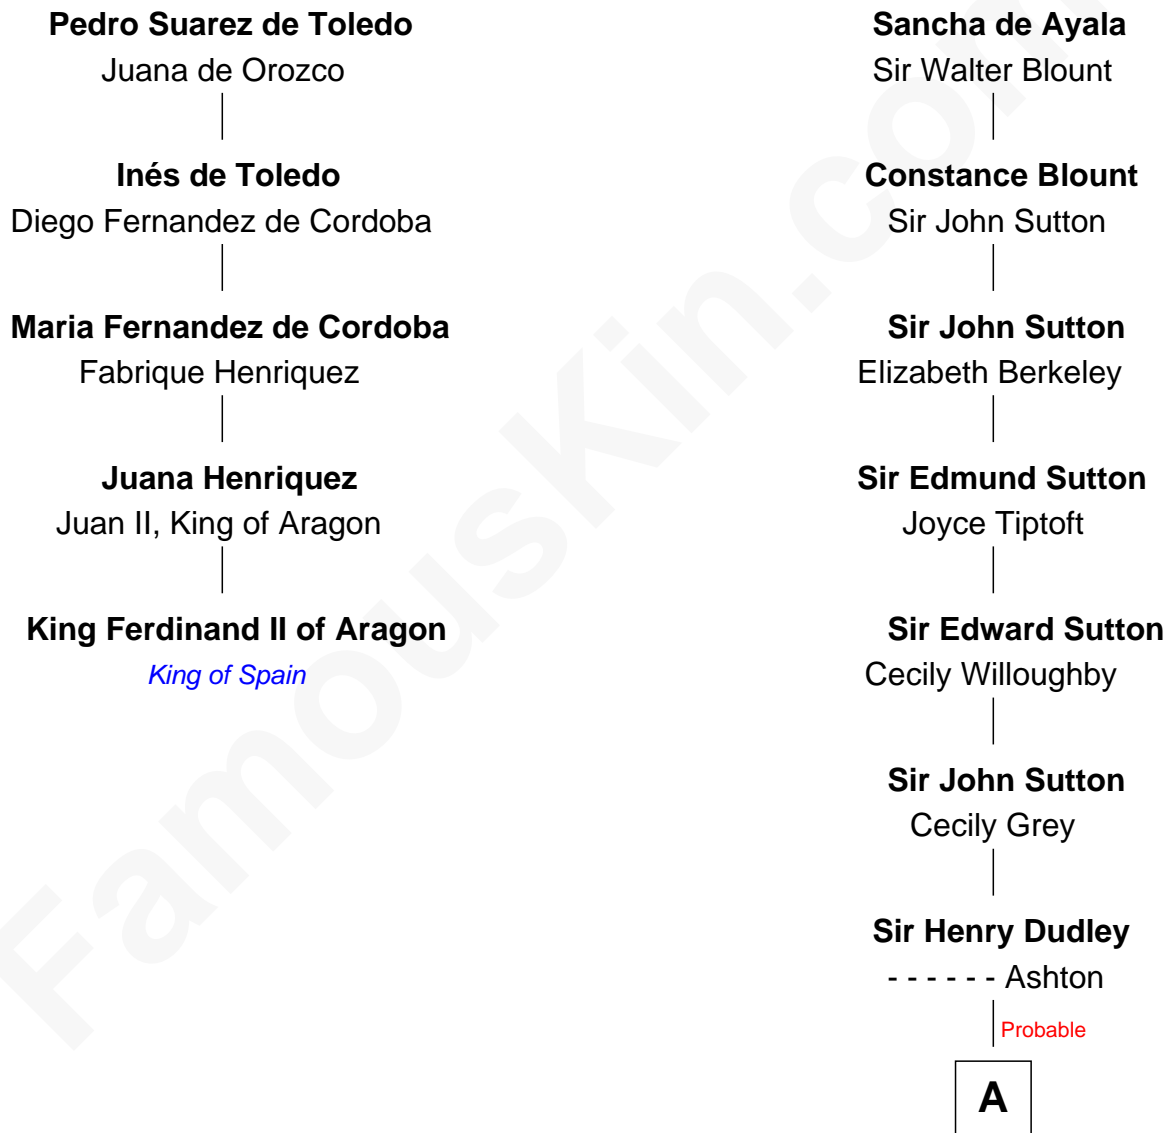 Pedro Suarez de Toledo
Juana de Orozco
Inés de Toledo
Diego Fernandez de Cordoba
Maria Fernandez de Cordoba
Fabrique Henriquez
Juana Henriquez
Juan II, King of Aragon
King Ferdinand II of Aragon
King of Spain
Sancha de Ayala
Sir Walter Blount
Constance Blount
Sir John Sutton
Sir John Sutton
Elizabeth Berkeley
Sir Edmund Sutton
Joyce Tiptoft
Sir Edward Sutton
Cecily Willoughby
Sir John Sutton
Cecily Grey
Sir Henry Dudley
- - - - - - Ashton
Probable
A
FamousKin.com